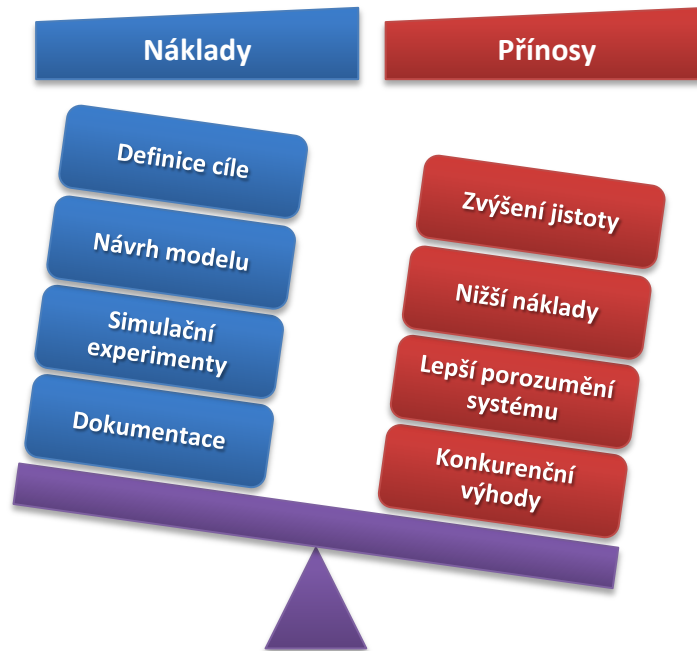 Náklady
Přínosy
Definice cíle
Návrh modelu
Simulační
experimenty
Dokumentace
Zvýšení jistoty
Nižší náklady
Lepší porozumění
systému
Konkurenční
výhody